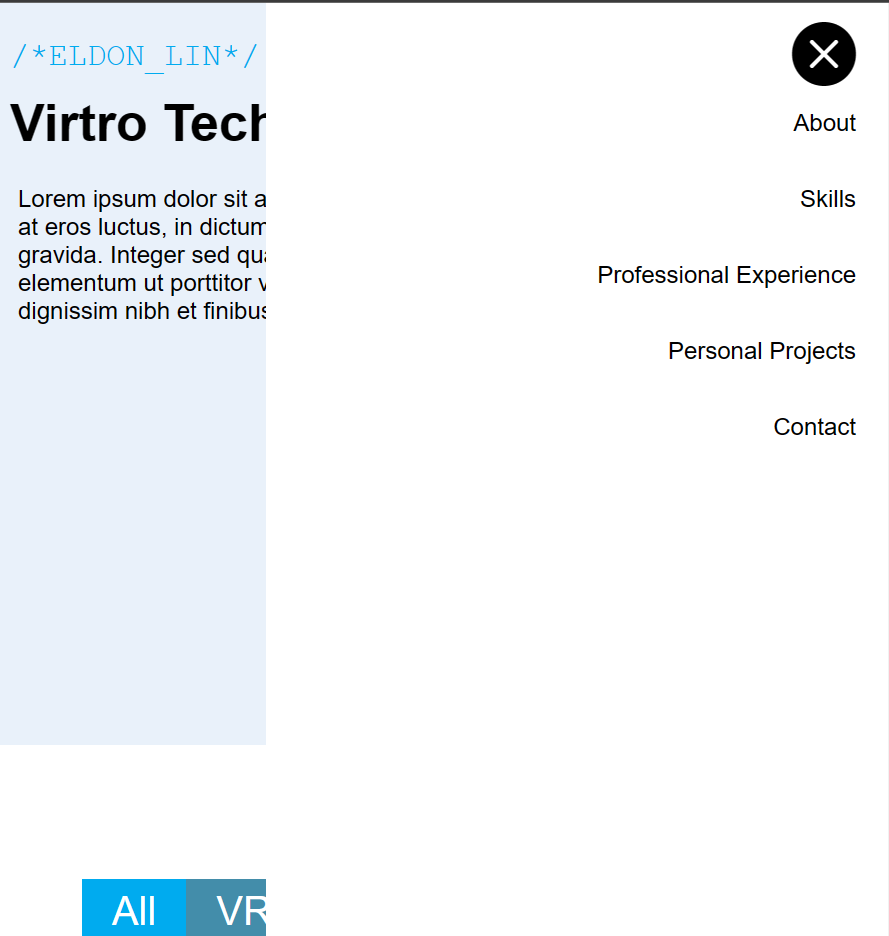 /*ELDON_LIN*/
Virtro Tech
Lorem ipsum dolor sit a
at eros luctus, in dictum
gravida. Integer sed qua
elementum ut porttitor v
dignissim nibh et finibus
All VR
About
Skills
Professional Experience
Personal Projects
Contact